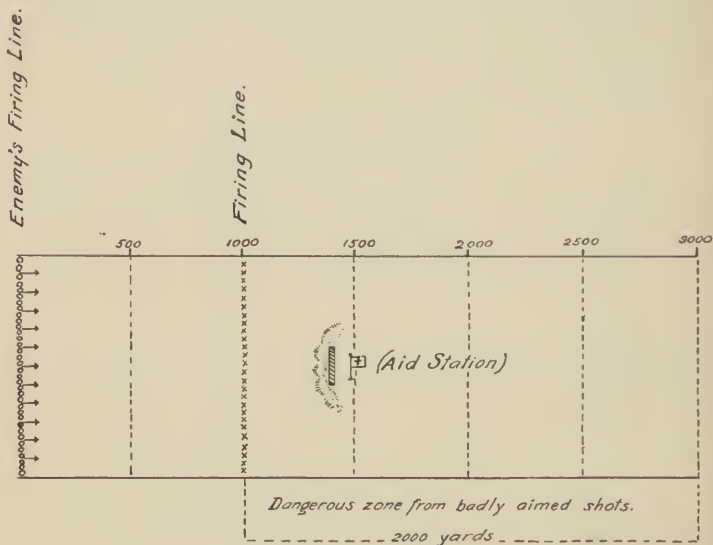 Enemy's Firing Line.
Firing Line.
500
1000
1500
2000
2500
3000
(Aid Station)
Dangerous zone from badly aimed shots.
2000 yards